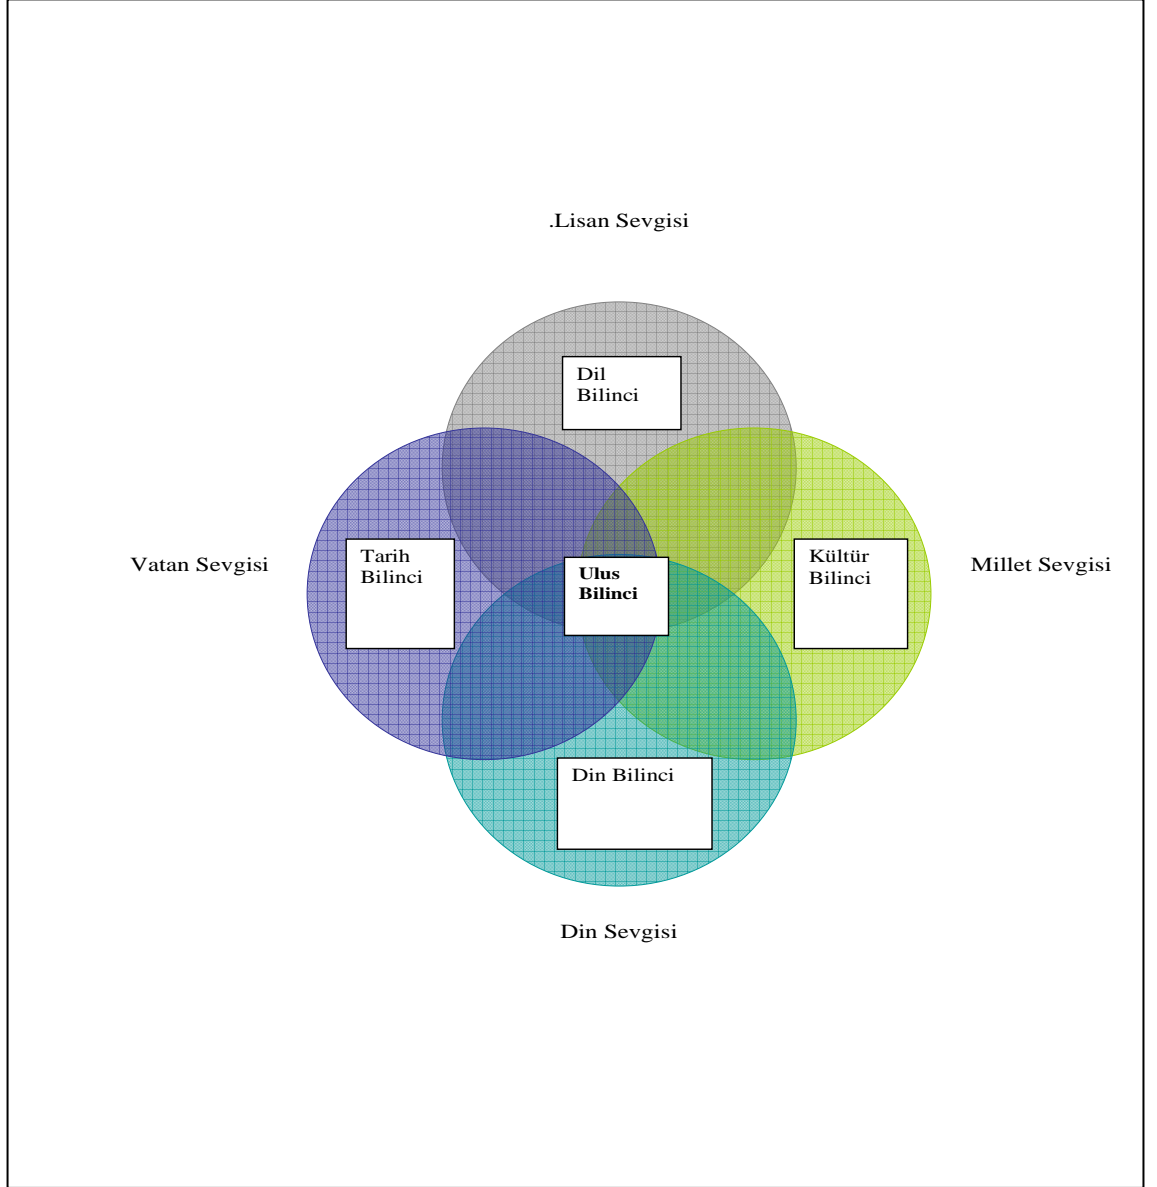 .Lisan Sevgisi
Dil
Bilinci
Vatan Sevgisi
Tarih
Bilinci
Ulus
Bilinci
Kültür
Bilinci
Millet Sevgisi
Din Bilinci
Din Sevgisi